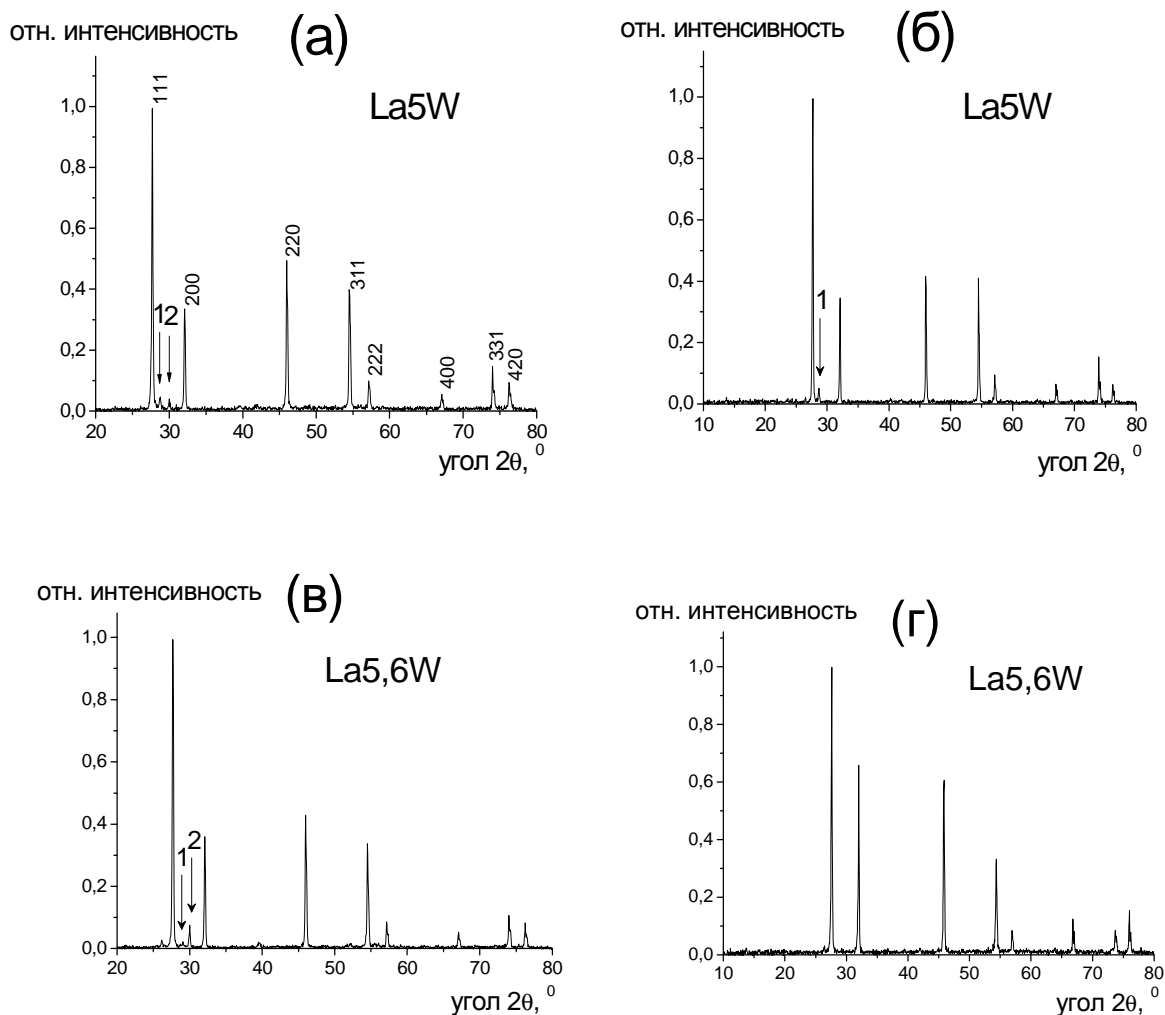 отн. интенсивность
(а)
La5W
1,0
0,8
0,6
0,4
0,2
0,0
111
1
2
200
220
311
222
400
331
420
20 30 40 50 60 70 80
угол 2θ, 0
отн. интенсивность
(б)
La5W
1,0
0,8
0,6
0,4
0,2
0,0
1
10 20 30 40 50 60 70 80
угол 2θ, 0
отн. интенсивность
(в)
La5,6W
1,0
0,8
0,6
0,4
0,2
0,0
1
2
20 30 40 50 60 70 80
угол 2θ, 0
отн. интенсивность
(г)
La5,6W
1,0
0,8
0,6
0,4
0,2
0,0
10 20 30 40 50 60 70 80
угол 2θ, 0